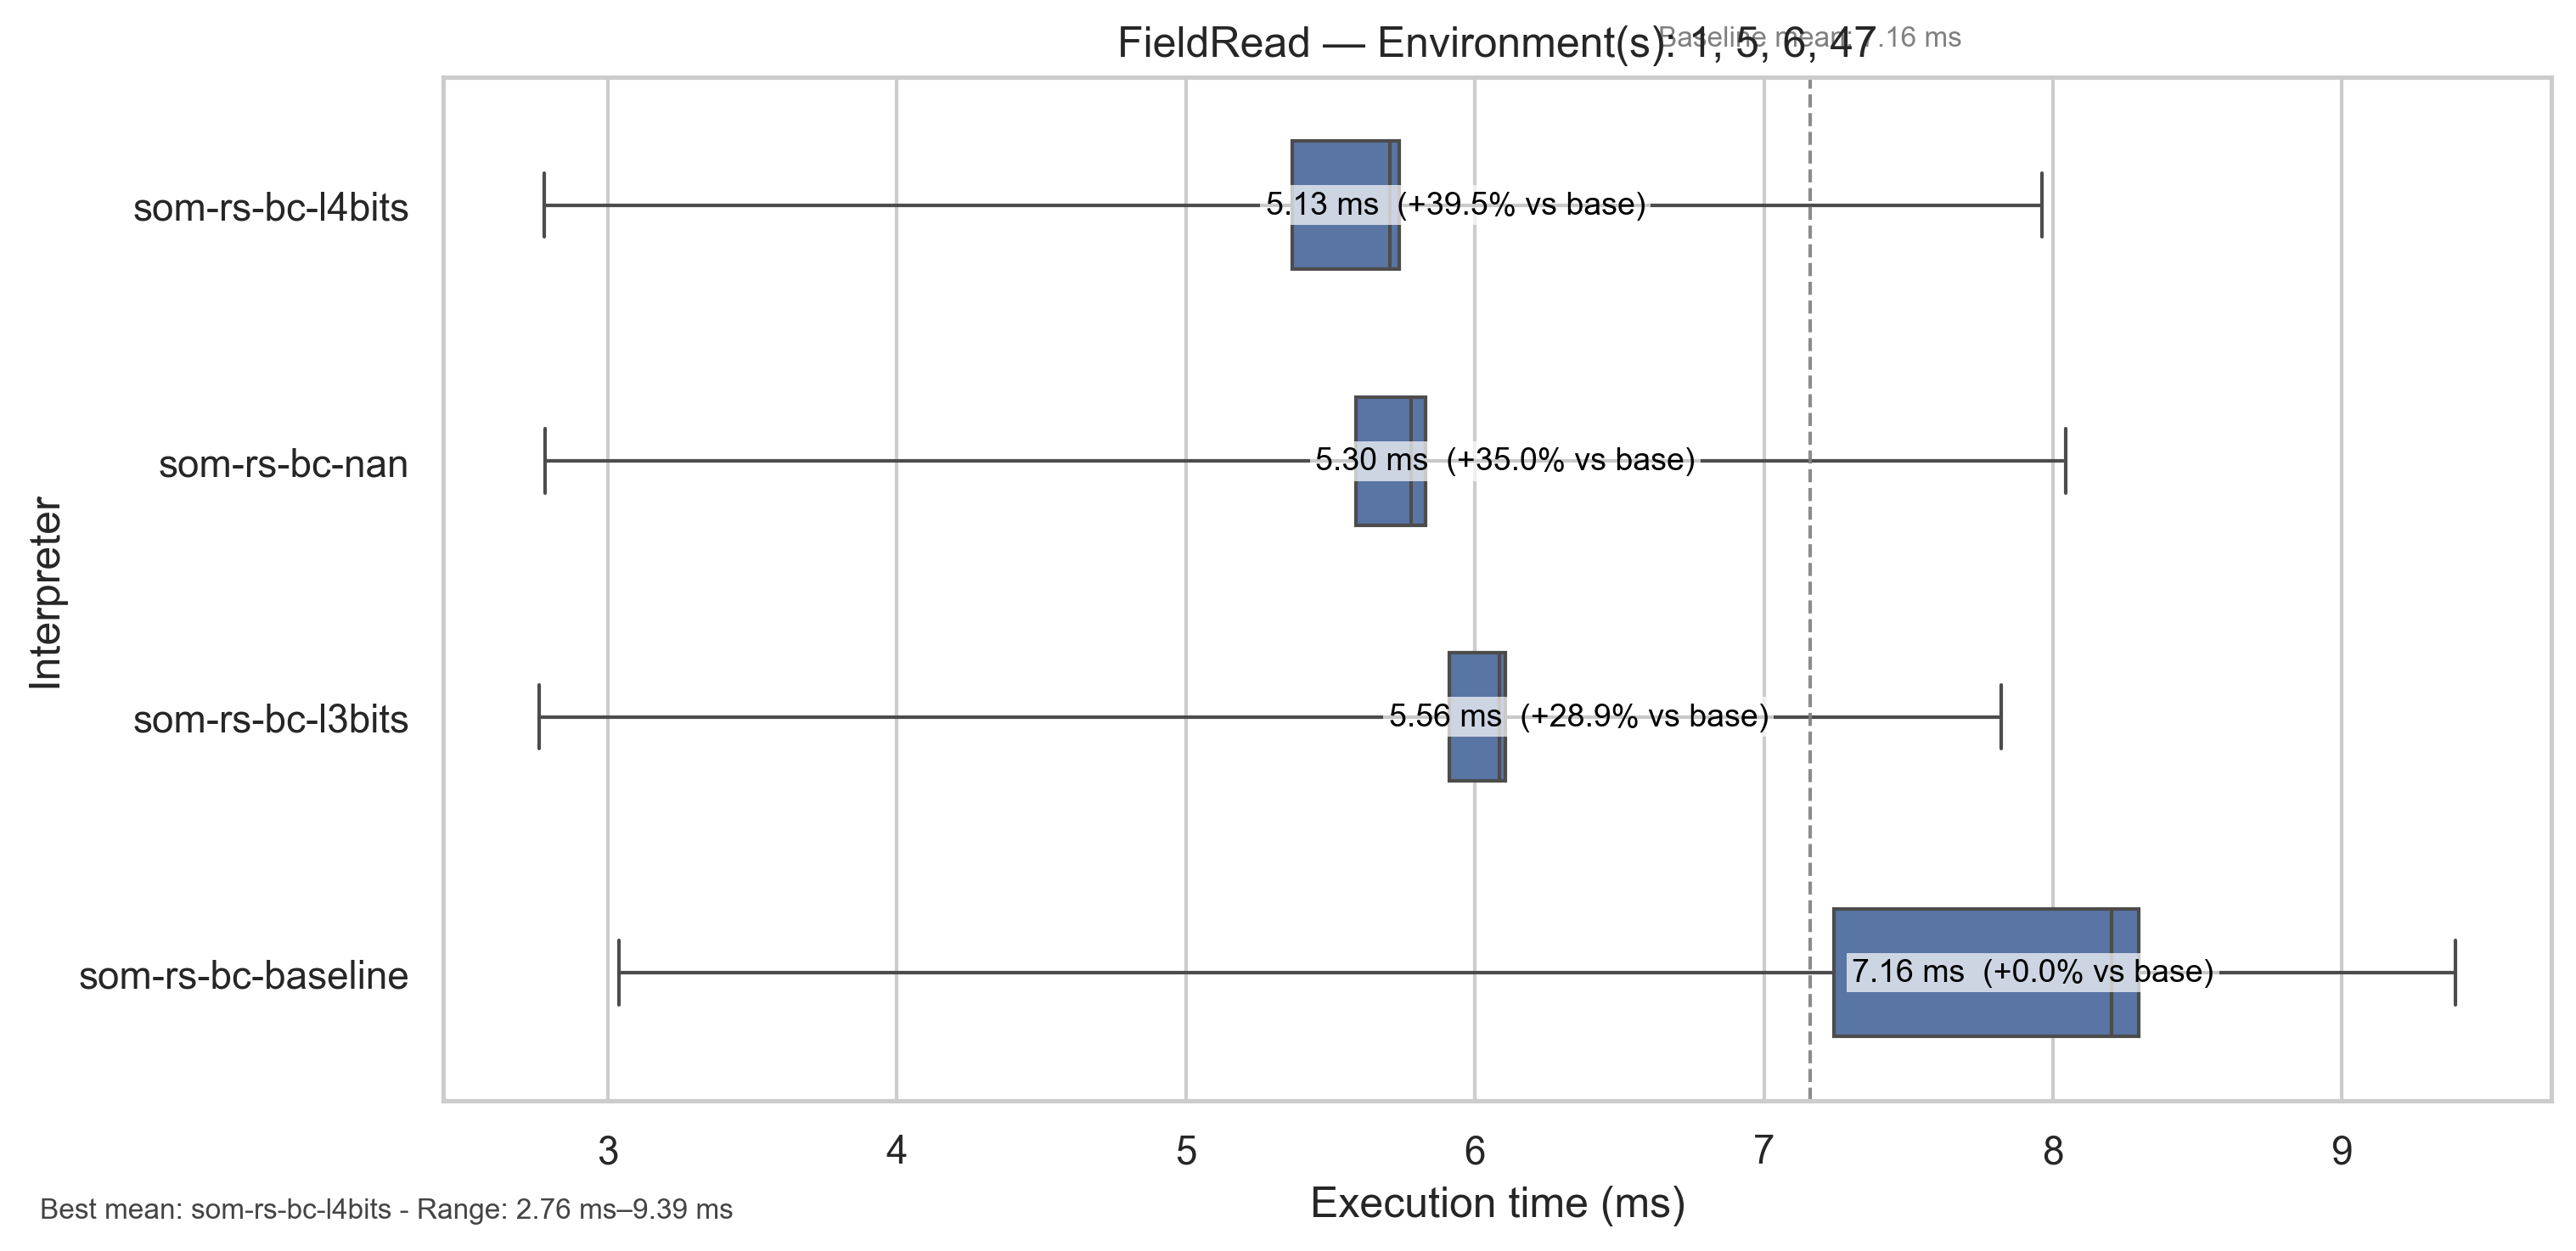 FieldRead — Environment(s): 1, 5, 6, 47
Baseline mean: 7.16 ms
Interpreter
som-rs-bc-l4bits
5.13 ms (+39.5% vs base)
som-rs-bc-nan
5.30 ms (+35.0% vs base)
som-rs-bc-l3bits
5.56 ms (+28.9% vs base)
som-rs-bc-baseline
7.16 ms (+0.0% vs base)
3 4 5 6 7 8 9
Execution time (ms)
Best mean: som-rs-bc-l4bits - Range: 2.76 ms–9.39 ms